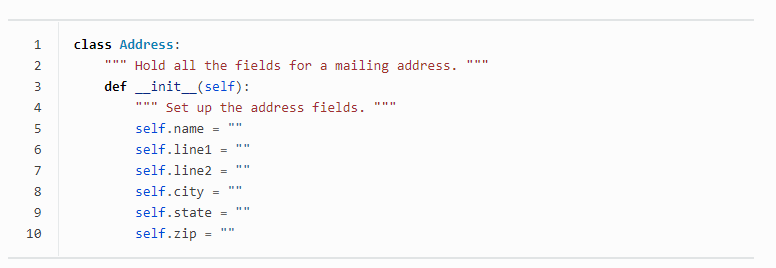 1 class Address:
2     """ Hold all the fields for a mailing address. """
3     def __init__(self):
4         """ Set up the address fields. """
5         self.name = ""
6         self.line1 = ""
7         self.line2 = ""
8         self.city = ""
9         self.state = ""
10         self.zip = ""